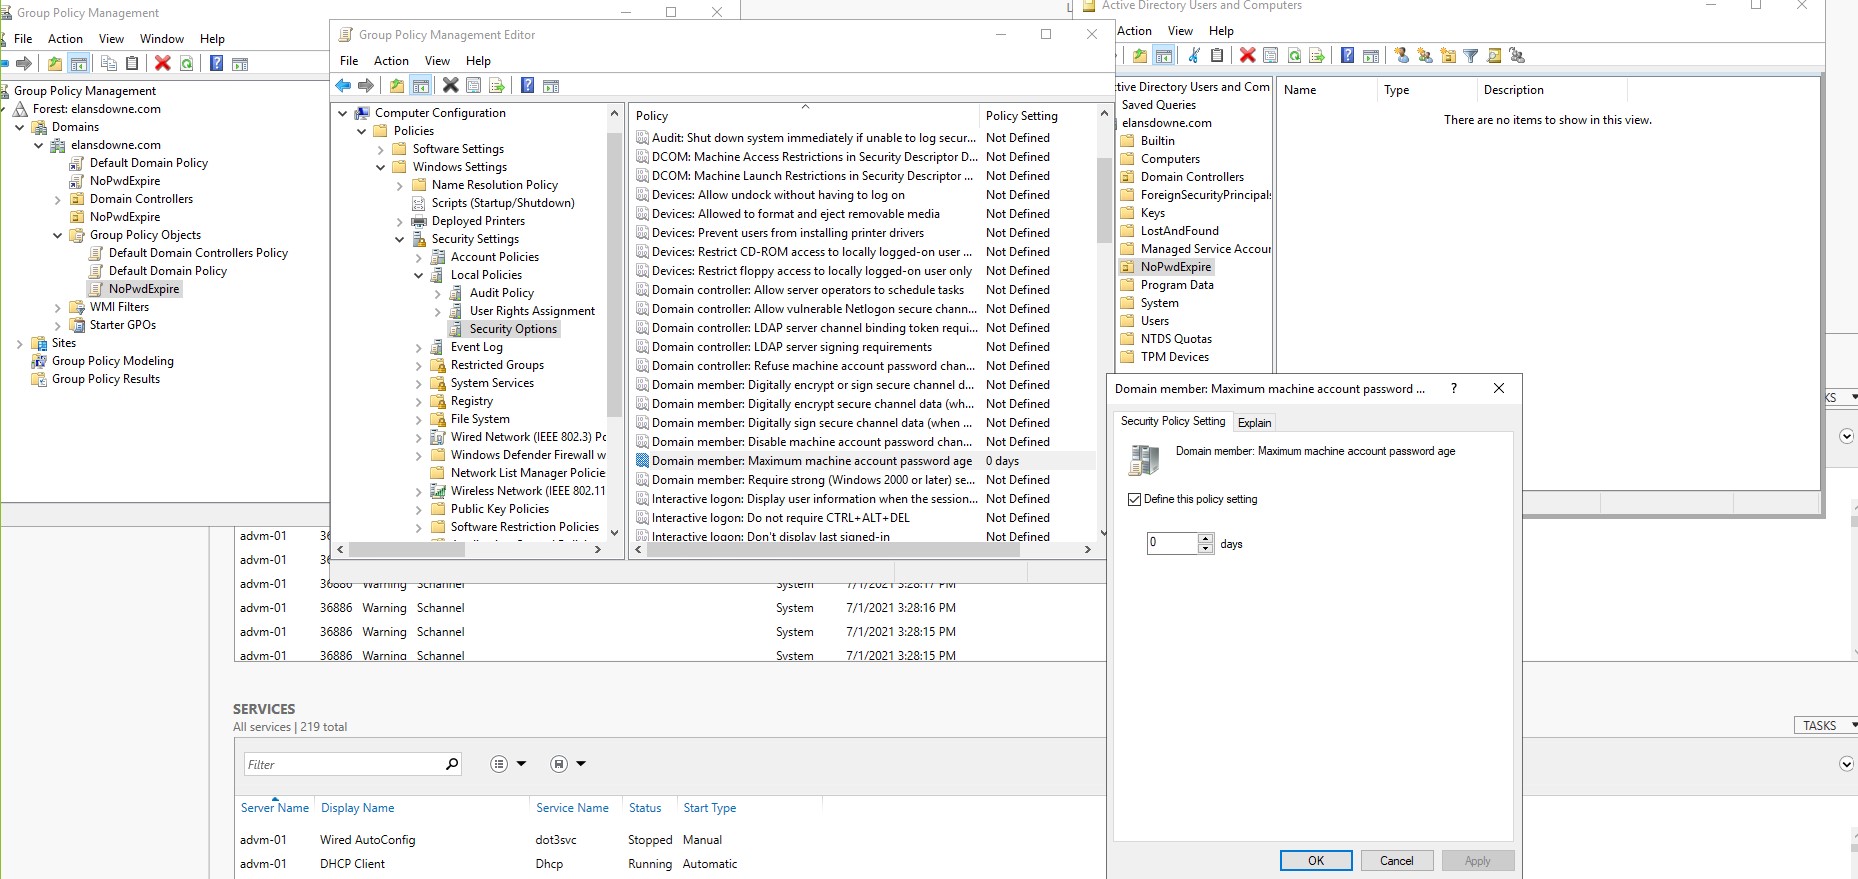 Group Policy Management
File Action View Window Help
Group Policy Management
Forest: elansdowne.com
Domains
elansdowne.com
Default Domain Policy
NoPwdExpire
Domain Controllers
NoPwdExpire
Group Policy Objects
Default Domain Controllers Policy
Default Domain Policy
NoPwdExpire
WMI Filters
Starter GPOs
Sites
Group Policy Modeling
Group Policy Results
Group Policy Management Editor
File Action View Help
Computer Configuration
Policies
Software Settings
Windows Settings
Name Resolution Policy
Scripts (Startup/Shutdown)
Deployed Printers
Security Settings
Account Policies
Local Policies
Audit Policy
User Rights Assignment
Security Options
Event Log
Restricted Groups
System Services
Registry
File System
Wired Network (IEEE 802.3) Pc
Windows Defender Firewall w
Network List Manager Policie
Wireless Network (IEEE 802.11
Public Key Policies
Software Restriction Policies
Policy Policy Setting
Audit: Shut down system immediately if unable to log secur... Not Defined
DCOM: Machine Access Restrictions in Security Descriptor D... Not Defined
DCOM: Machine Launch Restrictions in Security Descriptor ... Not Defined
Devices: Allow undock without having to log on Not Defined
Devices: Allowed to format and eject removable media Not Defined
Devices: Prevent users from installing printer drivers Not Defined
Devices: Restrict CD-ROM access to locally logged-on user ... Not Defined
Devices: Restrict floppy access to locally logged-on user only Not Defined
Domain controller: Allow server operators to schedule tasks Not Defined
Domain controller: Allow vulnerable Netlogon secure chann... Not Defined
Domain controller: LDAP server channel binding token requi... Not Defined
Domain controller: LDAP server signing requirements Not Defined
Domain controller: Refuse machine account password chan... Not Defined
Domain member: Digitally encrypt or sign secure channel d... Not Defined
Domain member: Digitally encrypt secure channel data (wh... Not Defined
Domain member: Digitally sign secure channel data (when ... Not Defined
Domain member: Disable machine account password chan... Not Defined
Domain member: Maximum machine account password age 0 days
Domain member: Require strong (Windows 2000 or later) se... Not Defined
Interactive logon: Display user information when the session... Not Defined
Interactive logon: Do not require CTRL+ALT+DEL Not Defined
Interactive logon: Don't display last signed-in Not Defined
Active Directory Users and Computers
Action View Help
ctive Directory Users and Com
Saved Queries
elansdowne.com
Builtin
Computers
Domain Controllers
ForeignSecurityPrincipals
Keys
LostAndFound
Managed Service Accour
NoPwdExpire
Program Data
System
Users
NTDS Quotas
TPM Devices
Name Type Description
There are no items to show in this view.
Domain member: Maximum machine account password ... ?
Security Policy Setting Explain
Domain member: Maximum machine account password age
Define this policy setting
0 days
OK Cancel Apply
KS
advm-01 36
advm-01 36
advm-01 36886 Warning Schannel System 7/1/2021 3:28:17 PM
advm-01 36886 Warning Schannel System 7/1/2021 3:28:16 PM
advm-01 36886 Warning Schannel System 7/1/2021 3:28:15 PM
advm-01 36886 Warning Schannel System 7/1/2021 3:28:15 PM
SERVICES
All services | 219 total
TASKS
Filter
Server Name Display Name Service Name Status Start Type
advm-01 Wired AutoConfig dot3svc Stopped Manual
advm-01 DHCP Client Dhcp Running Automatic